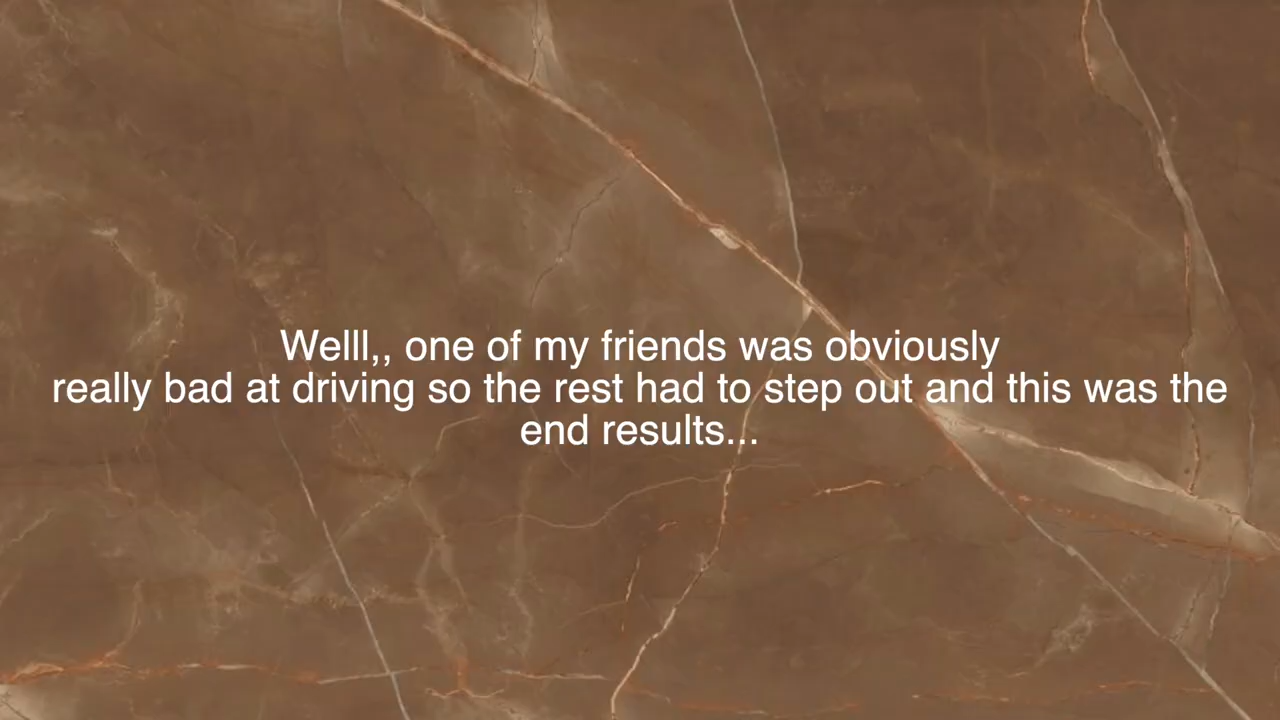 Welll,, one of my friends was obviously
really bad at driving so the rest had to step out and this was the
end results...